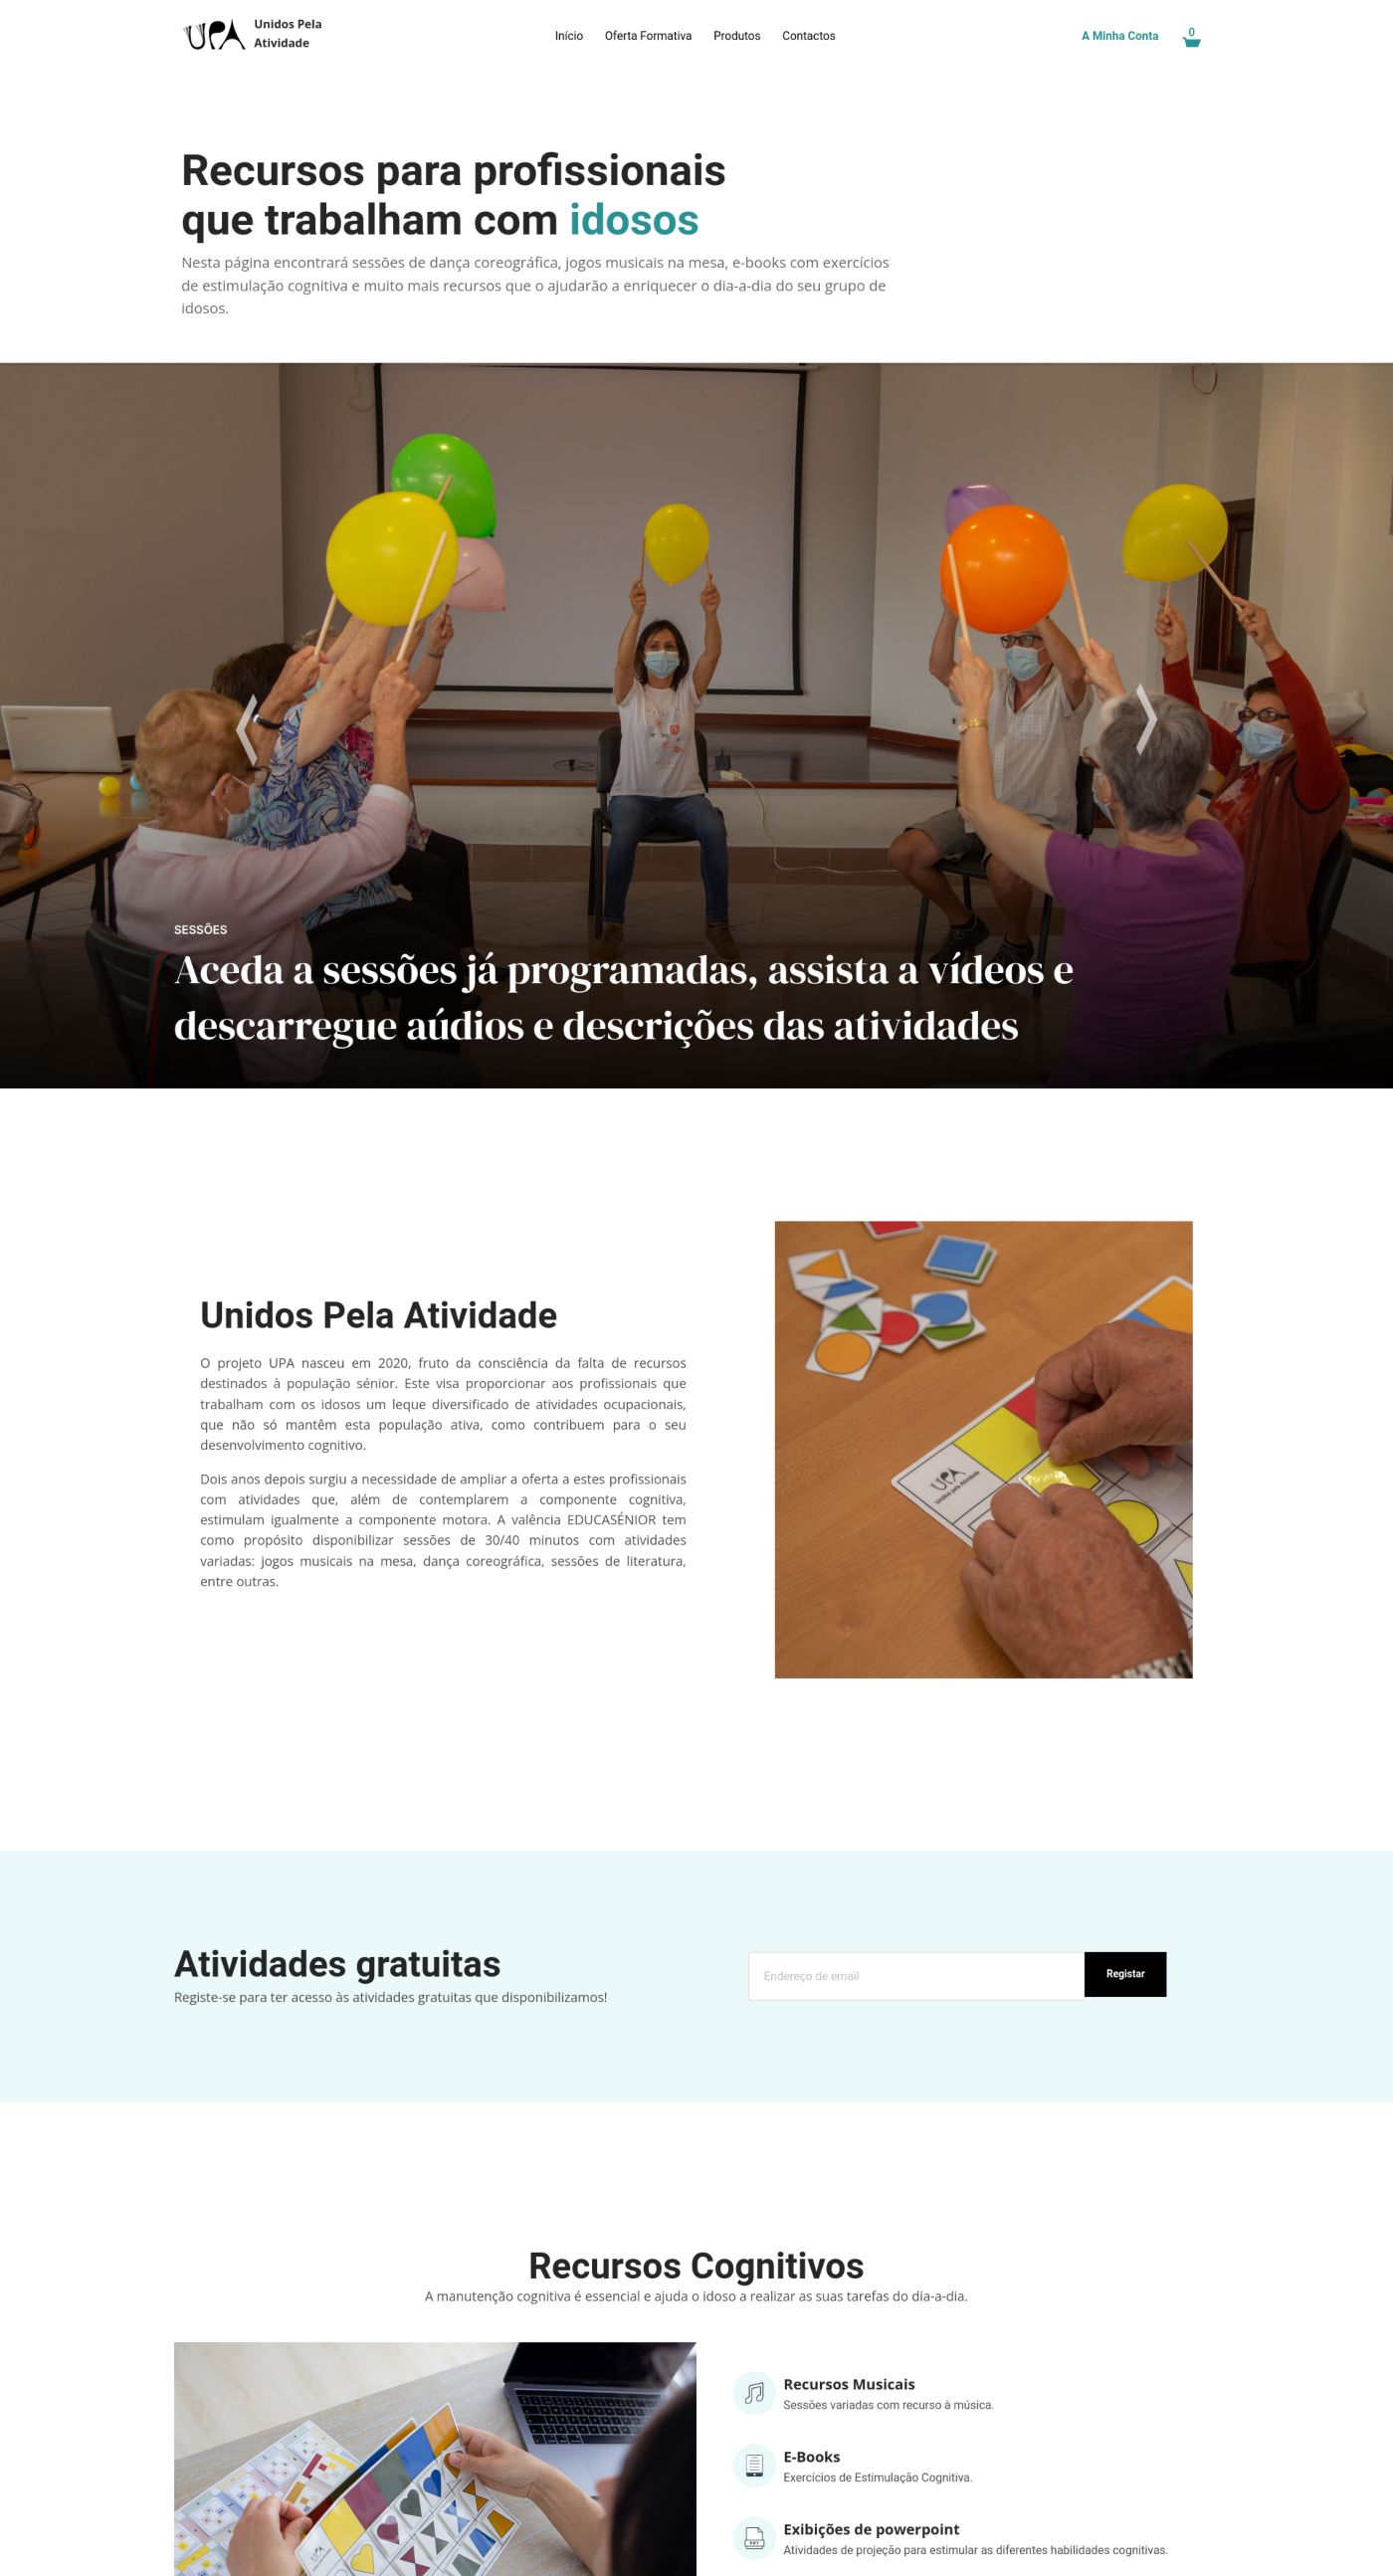 UPA
Unidos Pela
Atividade
Início
Oferta Formativa
Produtos
Contactos
A Minha Conta
0
Recursos para profissionais
que trabalham com idosos
Nesta página encontrará sessões de dança coreográfica, jogos musicais na mesa, e-books com exercícios
de estimulação cognitiva e muito mais recursos que o ajudarão a enriquecer o dia-a-dia do seu grupo de
idosos.
SESSÕES
Aceda a sessões já programadas, assista a vídeos e
descarregue aúdios e descrições das atividades
Unidos Pela Atividade
O projeto UPA nasceu em 2020, fruto da consciência da falta de recursos
destinados à população sénior. Este visa proporcionar aos profissionais que
trabalham com os idosos um leque diversificado de atividades ocupacionais,
que não só mantêm esta população ativa, como contribuem para o seu
desenvolvimento cognitivo.
Dois anos depois surgiu a necessidade de ampliar a oferta a estes profissionais
com atividades que, além de contemplarem a componente cognitiva,
estimulam igualmente a componente motora. A valência EDUCASÉNIOR tem
como propósito disponibilizar sessões de 30/40 minutos com atividades
variadas: jogos musicais na mesa, dança coreográfica, sessões de literatura,
entre outras.
UPA
Unidos pela Atividade
Atividades gratuitas
Registe-se para ter acesso às atividades gratuitas que disponibilizamos!
Endereço de email
Registar
Recursos Cognitivos
A manutenção cognitiva é essencial e ajuda o idoso a realizar as suas tarefas do dia-a-dia.
Recursos Musicais
Sessões variadas com recurso à música.
E-Books
Exercícios de Estimulação Cognitiva.
PPT
Exibições de powerpoint
Atividades de projeção para estimular as diferentes habilidades cognitivas.